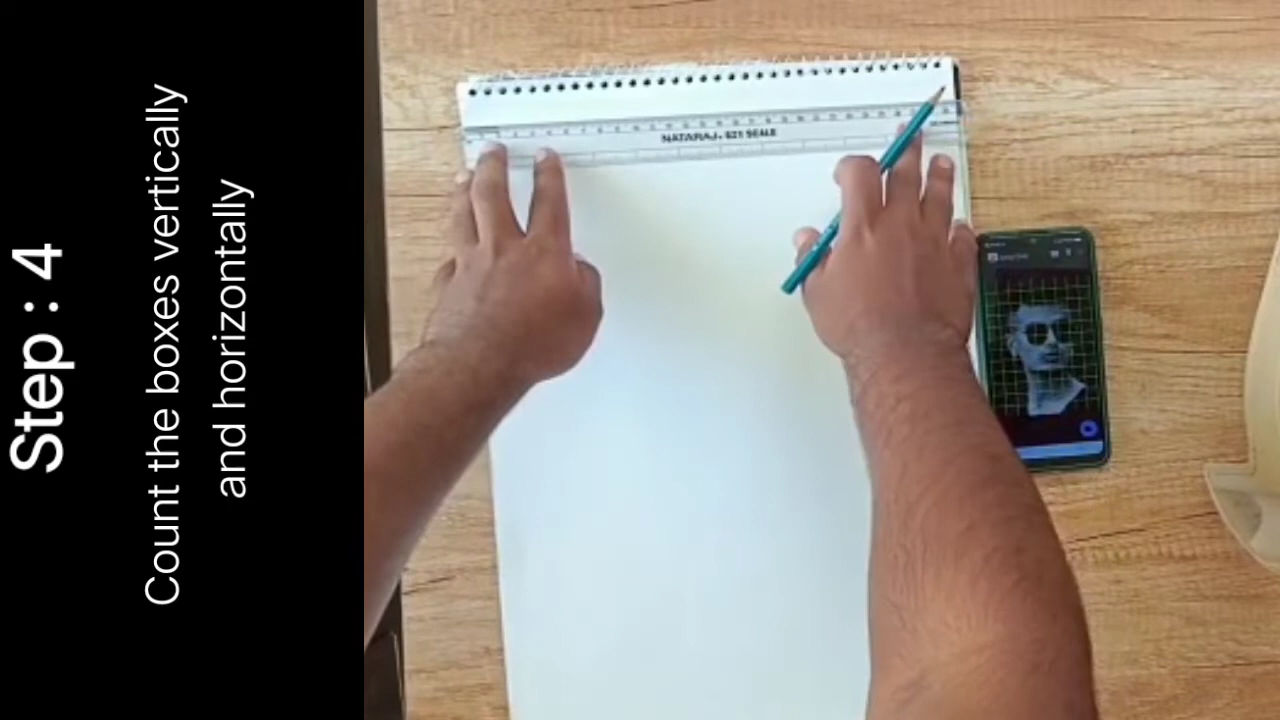 Step : 4
Count the boxes vertically
and horizontally
NATARAJ. 621 SCALE